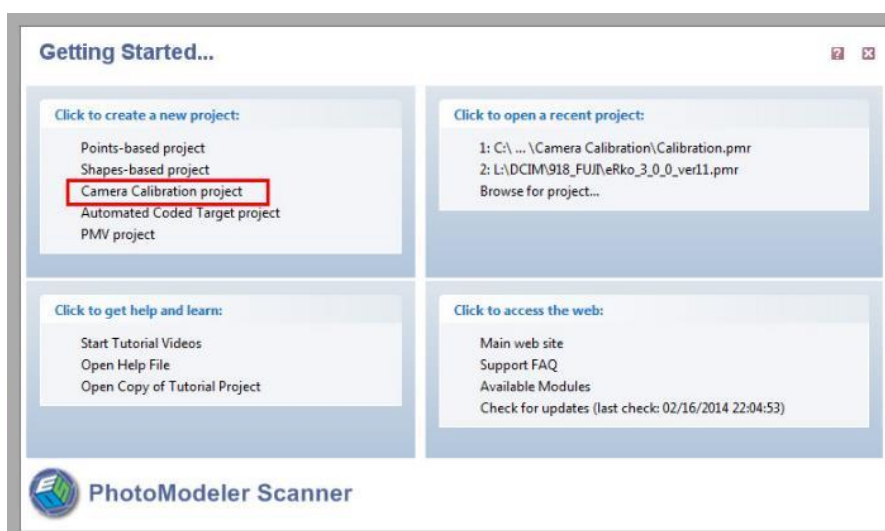 Getting Started...
Click to create a new project:
Points-based project
Shapes-based project
Camera Calibration project
Automated Coded Target project
PMV project
Click to open a recent project:
1: C:\ ... \Camera Calibration\Calibration.pmr
2: L:\DCIM\918_FUJI\eRko_3_0_0_ver11.pmr
Browse for project...
Click to get help and learn:
Start Tutorial Videos
Open Help File
Open Copy of Tutorial Project
Click to access the web:
Main web site
Support FAQ
Available Modules
Check for updates (last check: 02/16/2014 22:04:53)
PhotoModeler Scanner